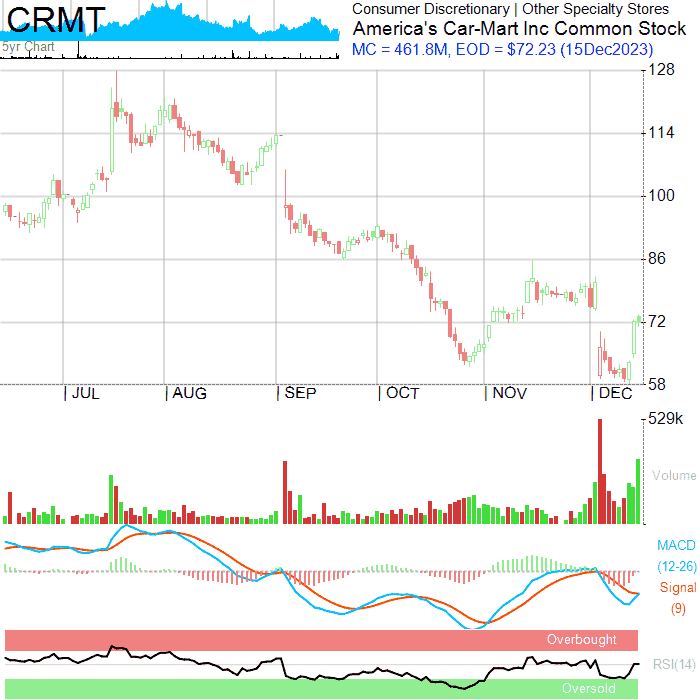 CRMT
5yr Chart
Consumer Discretionary | Other Specialty Stores
America's Car-Mart Inc Common Stock
MC = 461.8M, EOD = $72.23 (15Dec2023)
128
114
100
86
72
58
JUL
AUG
SEP
OCT
NOV
DEC
529k
Volume
MACD
(12-26)
Signal
(9)
Overbought
RSI(14)
Oversold